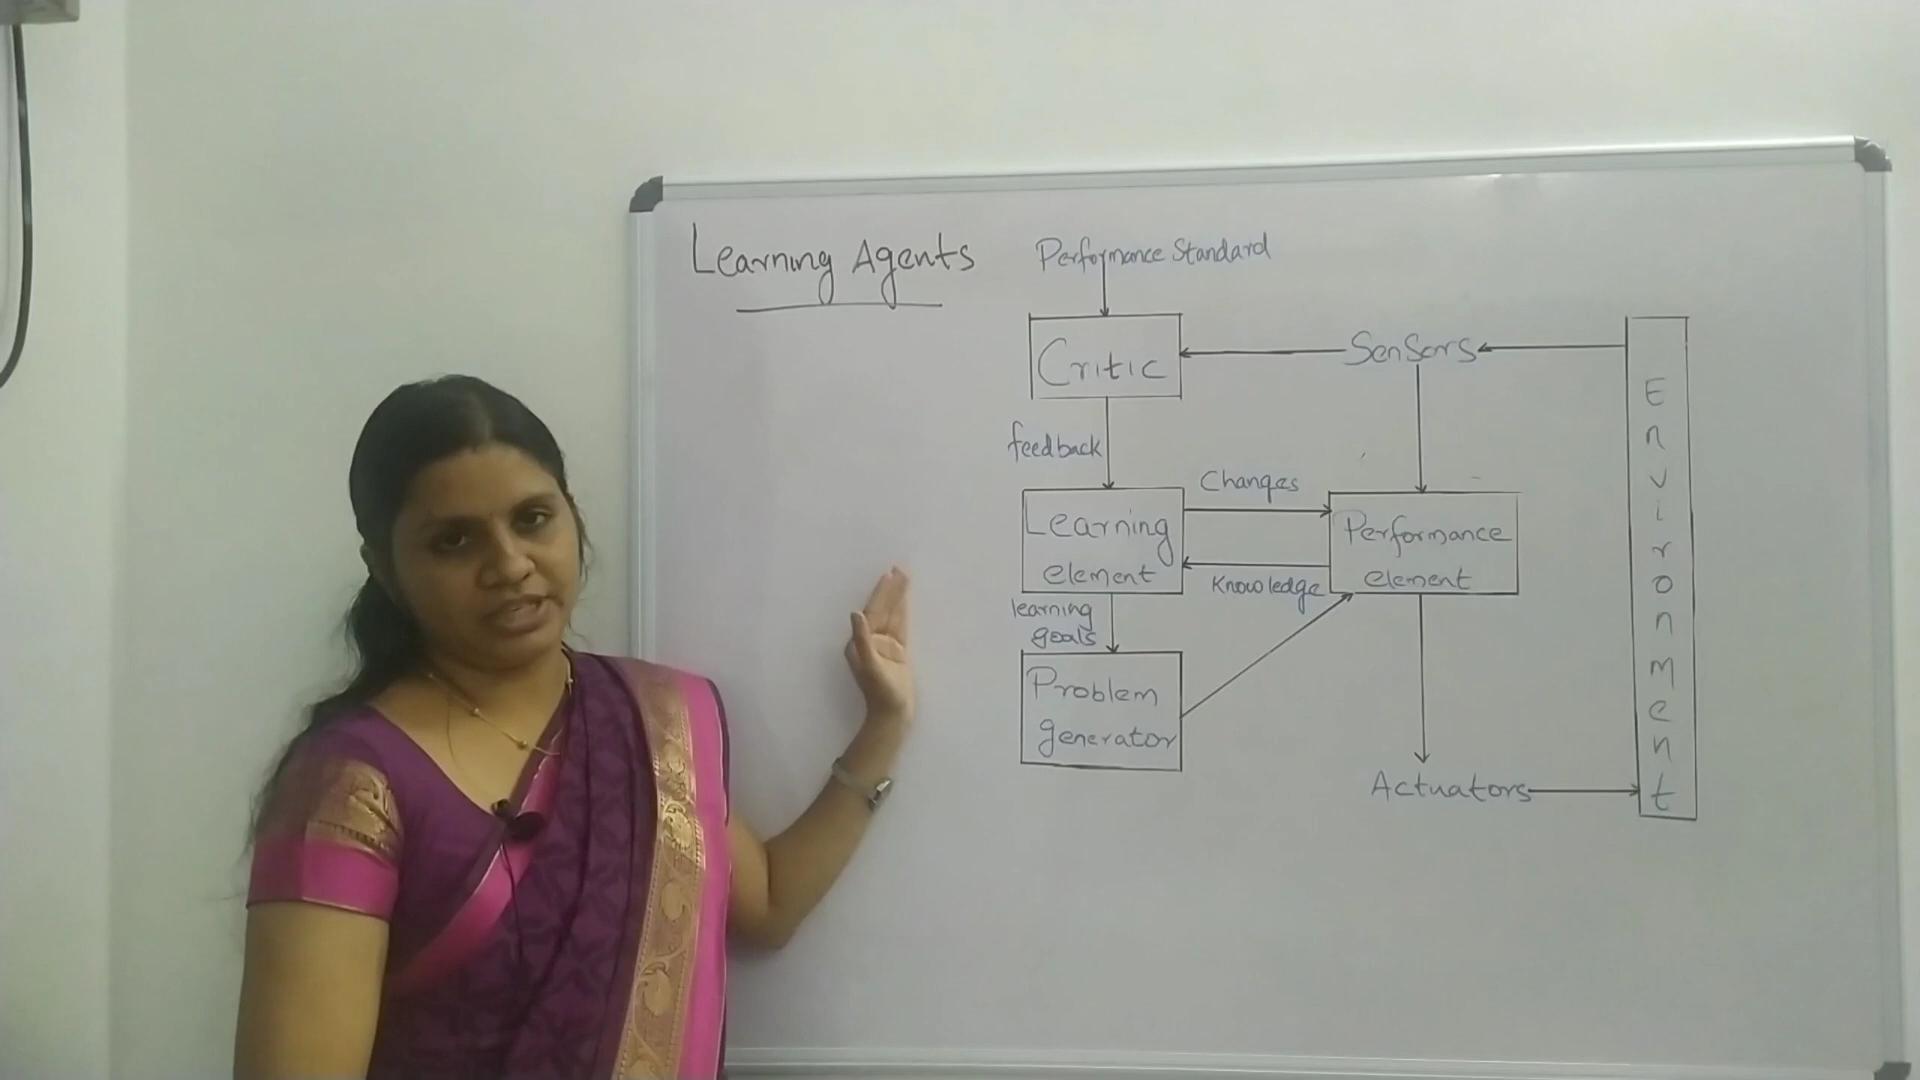 Learning Agents
Performance Standard
Critic
Sensors
Environment
feedback
Changes
Learning
element
Performance
element
Knowledge
learning
goals
Problem
generator
Actuators